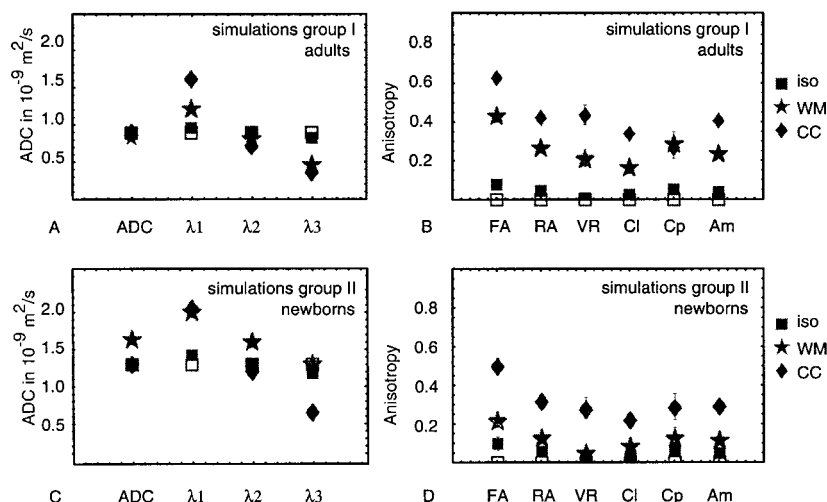 simulations group I
adults
ADC in 10⁻⁹ m²/s
2.0
1.5
1.0
0.5
A ADC λ1 λ2 λ3
simulations group I
adults
Anisotropy
0.8
0.6
0.4
0.2
B FA RA VR Cl Cp Am
iso
WM
CC
simulations group II
newborns
ADC in 10⁻⁹ m²/s
2.0
1.5
1.0
0.5
C ADC λ1 λ2 λ3
simulations group II
newborns
Anisotropy
0.8
0.6
0.4
0.2
D FA RA VR Cl Cp Am
iso
WM
CC